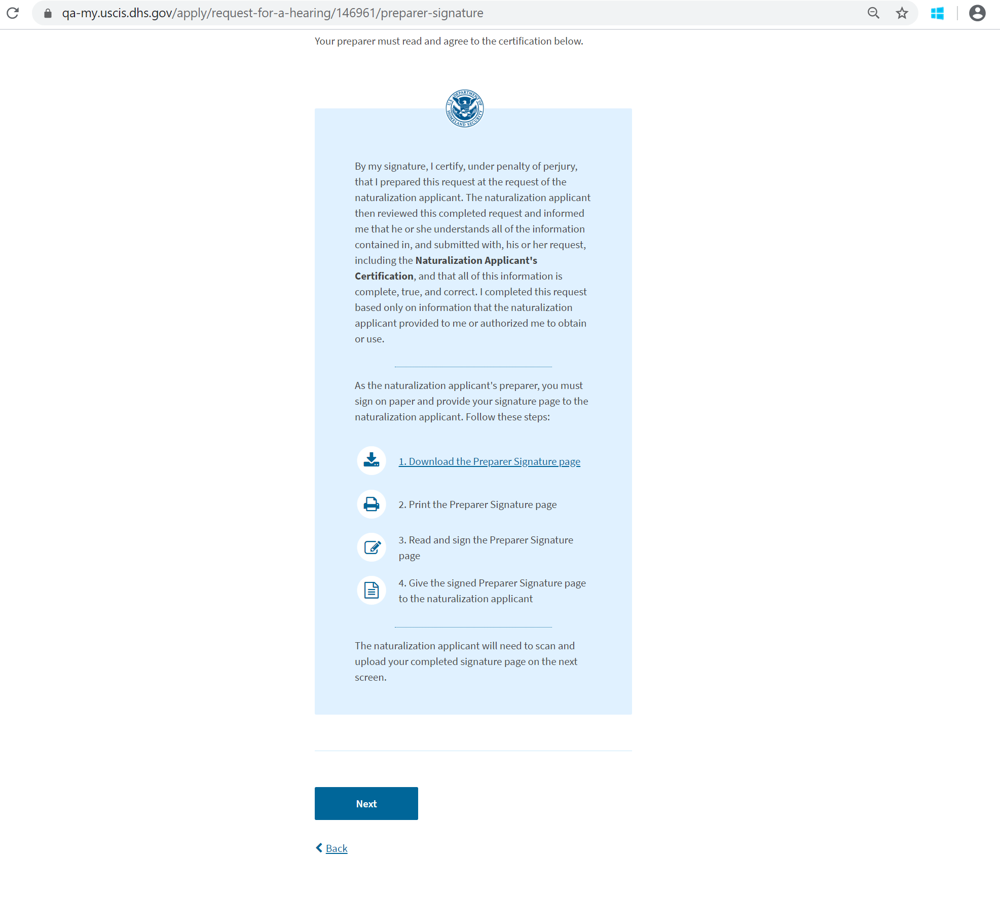 qa-my.uscis.dhs.gov/apply/request-for-a-hearing/146961/preparer-signature
Your preparer must read and agree to the certification below.
U.S. DEPARTMENT OF HOMELAND SECURITY
By my signature, I certify, under penalty of perjury,
that I prepared this request at the request of the
naturalization applicant. The naturalization applicant
then reviewed this completed request and informed
me that he or she understands all of the information
contained in, and submitted with, his or her request,
including the Naturalization Applicant's
Certification, and that all of this information is
complete, true, and correct. I completed this request
based only on information that the naturalization
applicant provided to me or authorized me to obtain
or use.
As the naturalization applicant's preparer, you must
sign on paper and provide your signature page to the
naturalization applicant. Follow these steps:
1. Download the Preparer Signature page
2. Print the Preparer Signature page
3. Read and sign the Preparer Signature
page
4. Give the signed Preparer Signature page
to the naturalization applicant
The naturalization applicant will need to scan and
upload your completed signature page on the next
screen.
Next
Back